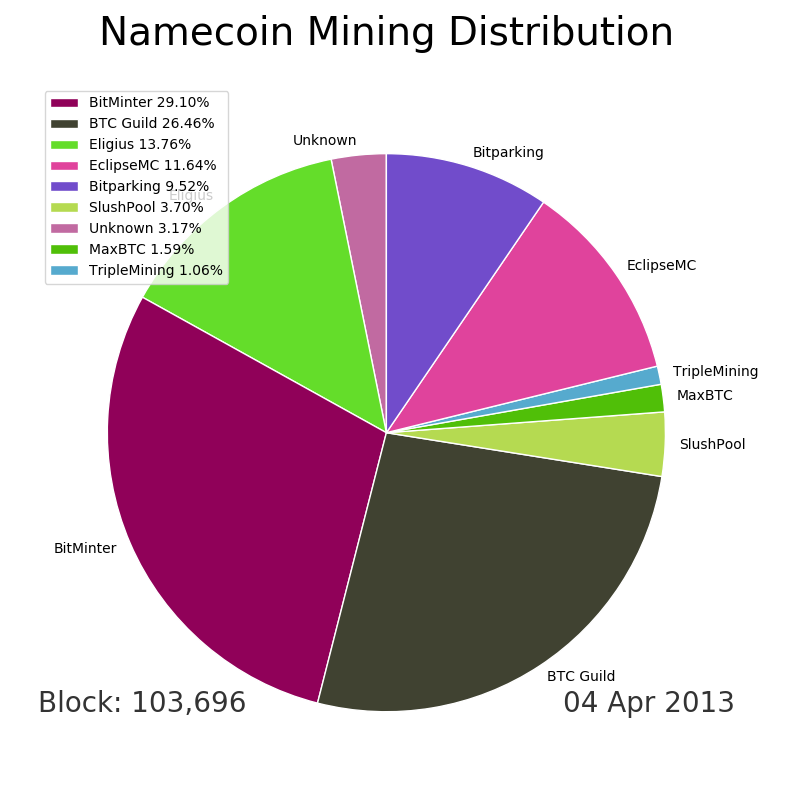 Namecoin Mining Distribution
BitMinter 29.10%
BTC Guild 26.46%
Eligius 13.76%
EclipseMC 11.64%
Bitparking 9.52%
SlushPool 3.70%
Unknown 3.17%
MaxBTC 1.59%
TripleMining 1.06%
Unknown
Bitparking
Eligius
EclipseMC
TripleMining
MaxBTC
SlushPool
BitMinter
BTC Guild
Block: 103,696
04 Apr 2013